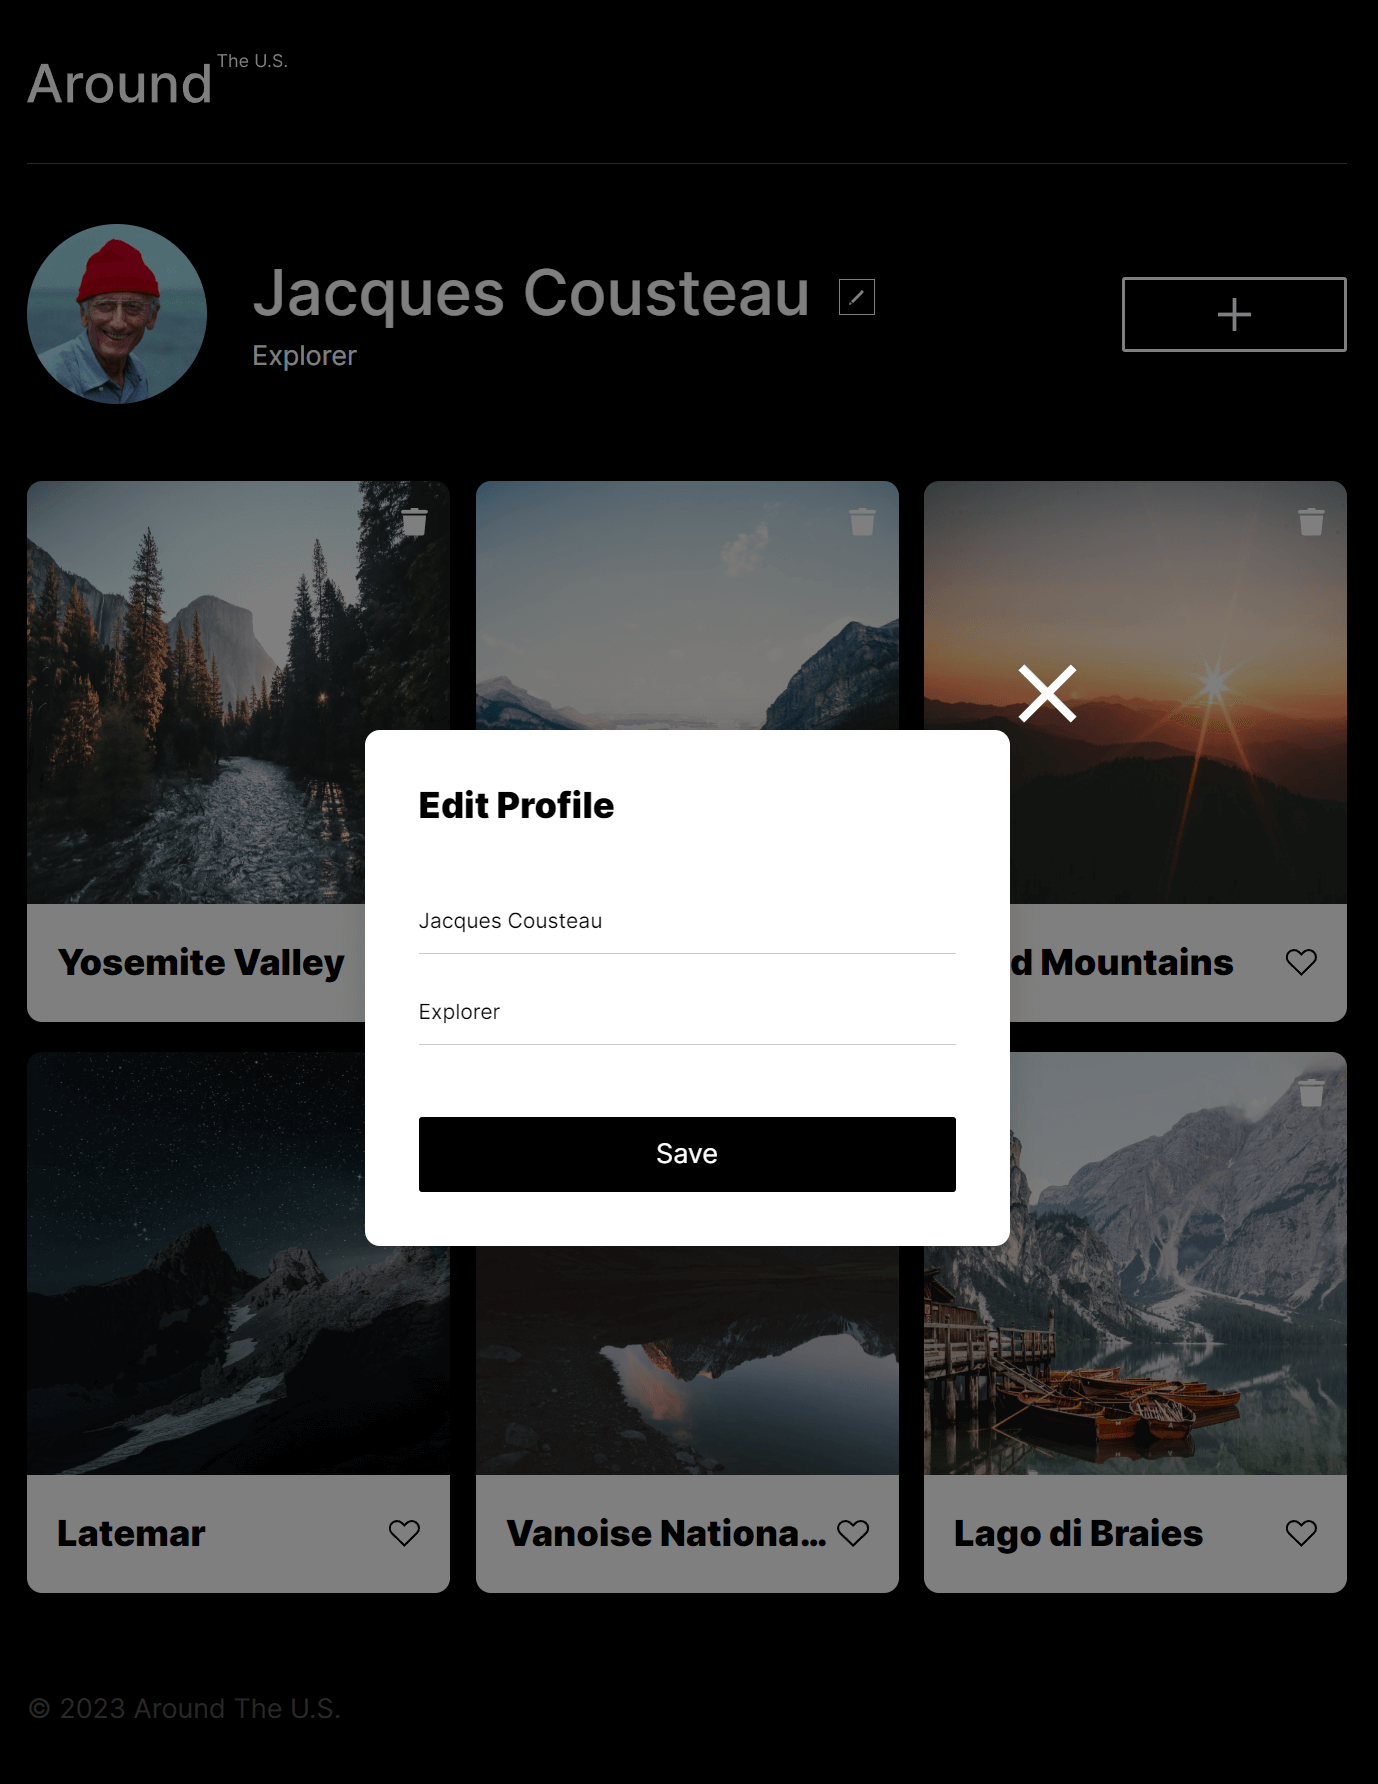 Around The U.S.
Jacques Cousteau
Explorer
Edit Profile
Jacques Cousteau
Explorer
Save
Yosemite Valley
d Mountains
Latemar
Vanoise Nationa...
Lago di Braies
© 2023 Around The U.S.